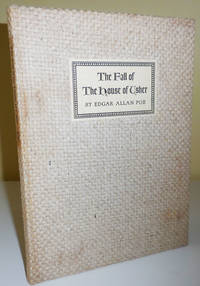 The Fall of
The House of Usher
BY EDGAR ALLAN POE